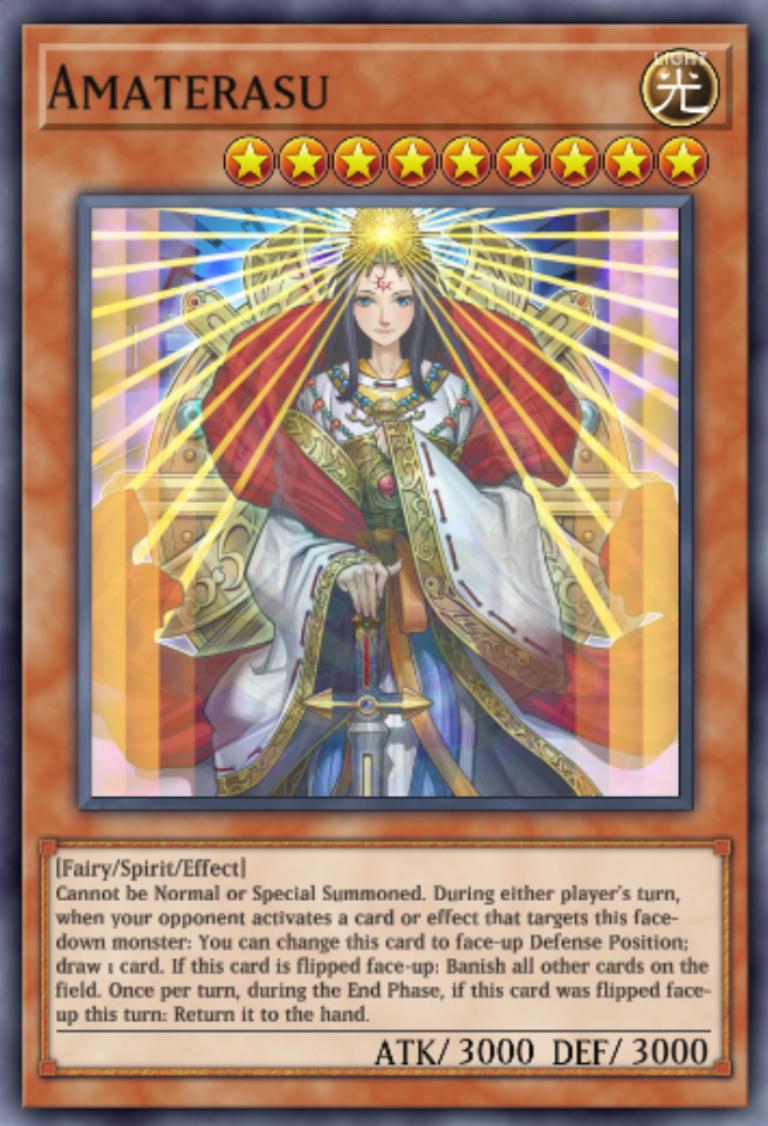 AMATERASU
LIGHT
光
[Fairy/Spirit/Effect]
Cannot be Normal or Special Summoned. During either player's turn,
when your opponent activates a card or effect that targets this face-
down monster: You can change this card to face-up Defense Position;
draw 1 card. If this card is flipped face-up: Banish all other cards on the
field. Once per turn, during the End Phase, if this card was flipped face-
up this turn: Return it to the hand.
ATK/ 3000 DEF/ 3000